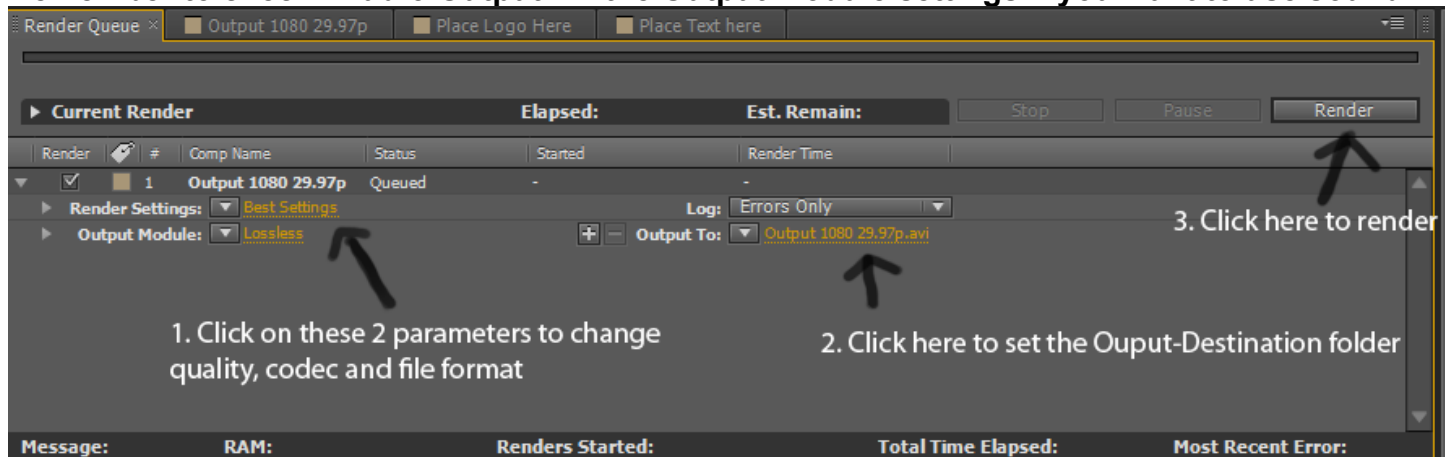 Render Queue × Output 1080 29.97p Place Logo Here Place Text here
Current Render Elapsed: Est. Remain: Stop Pause Render
Render # Comp Name Status Started Render Time
1 Output 1080 29.97p Queued - -
Render Settings: Best Settings Log: Errors Only
Output Module: Lossless + - Output To: Output 1080 29.97p.avi
3. Click here to render
1. Click on these 2 parameters to change
quality, codec and file format
2. Click here to set the Ouput-Destination folder
Message: RAM: Renders Started: Total Time Elapsed: Most Recent Error: